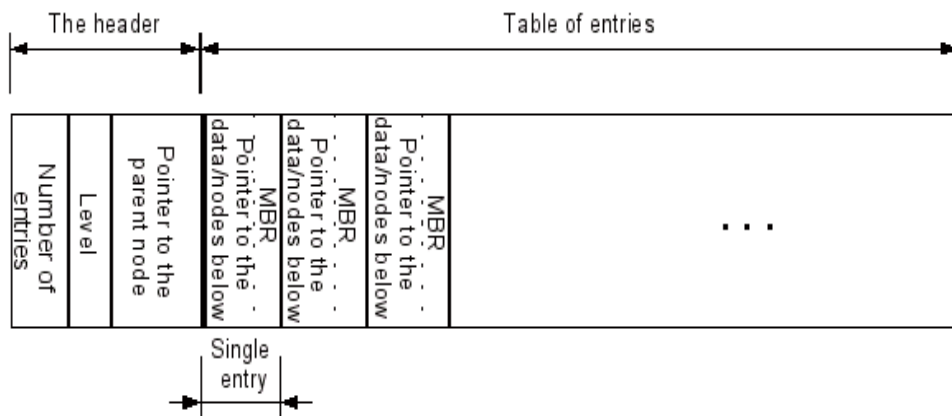 The header
Table of entries
Number of
entries
Level
Pointer to the
parent node
MBR
Pointer to the
data/nodes below
MBR
Pointer to the
data/nodes below
MBR
Pointer to the
data/nodes below
...
Single
entry